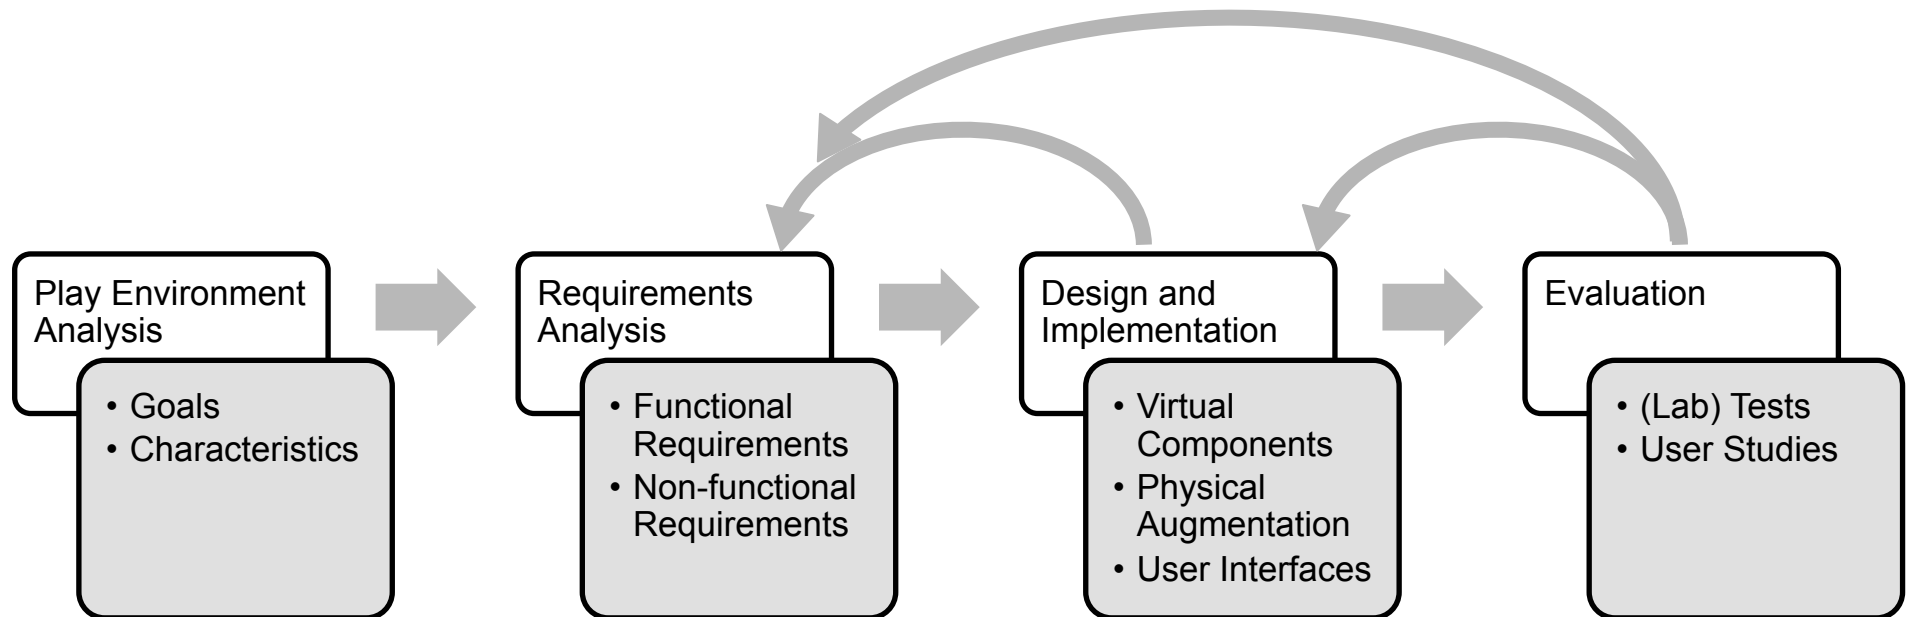 Play Environment
Analysis
• Goals
• Characteristics
Requirements
Analysis
• Functional
Requirements
• Non-functional
Requirements
Design and
Implementation
• Virtual
Components
• Physical
Augmentation
• User Interfaces
Evaluation
• (Lab) Tests
• User Studies